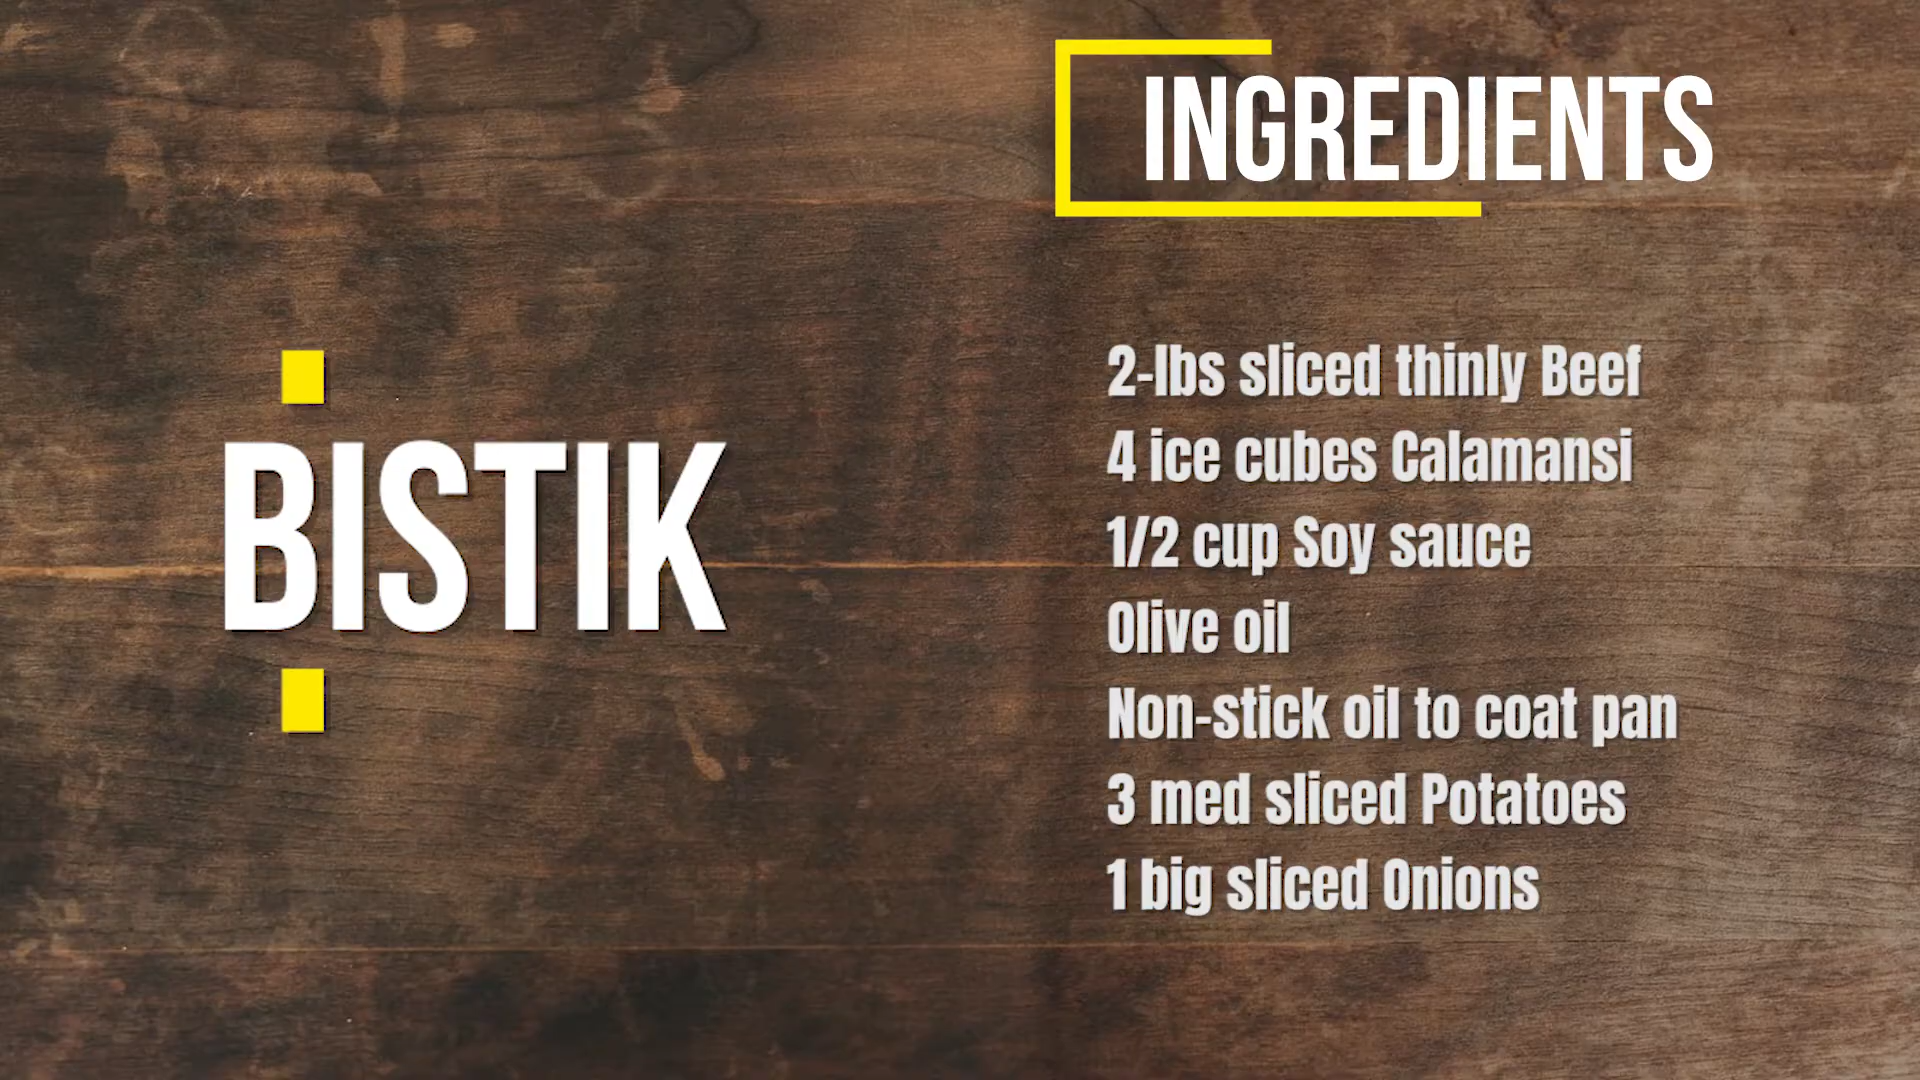 BISTIK
INGREDIENTS
2-lbs sliced thinly Beef
4 ice cubes Calamansi
1/2 cup Soy sauce
Olive oil
Non-stick oil to coat pan
3 med sliced Potatoes
1 big sliced Onions